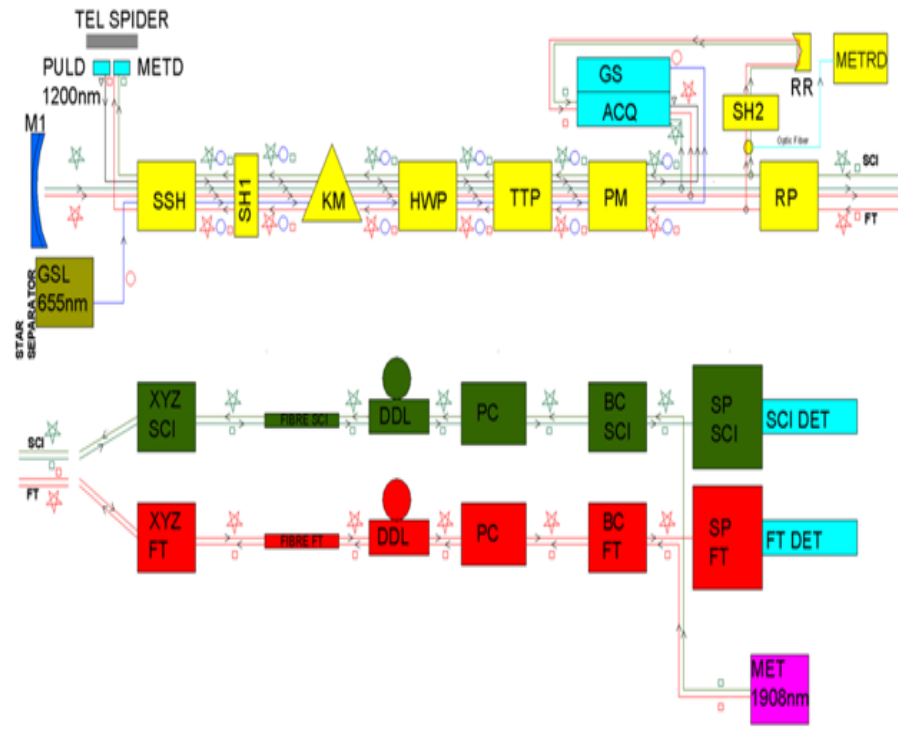 TEL SPIDER
PULD METD
1200nm
M1
GS
ACQ
RR
METRD
SH2
Optic Fiber
SSH
SH1
KM
HWP
TTP
PM
RP
SCI
FT
GSL
655nm
STAR
SEPARATOR
XYZ
SCI
FIBRE SCI
DDL
PC
BC
SCI
SP
SCI
SCI DET
SCI
FT
XYZ
FT
FIBRE FT
DDL
PC
BC
FT
SP
FT
FT DET
MET
1908nm